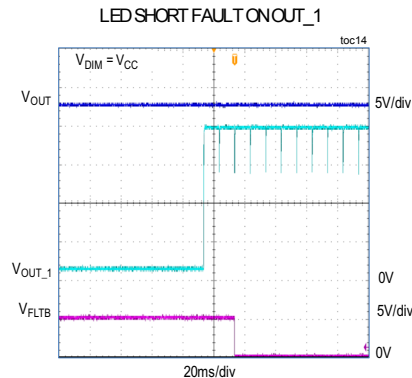 LED SHORT FAULT ON OUT_1
toc14
VDIM = VCC
VOUT
5V/div
VOUT_1
0V
VFLTB
5V/div
0V
20ms/div